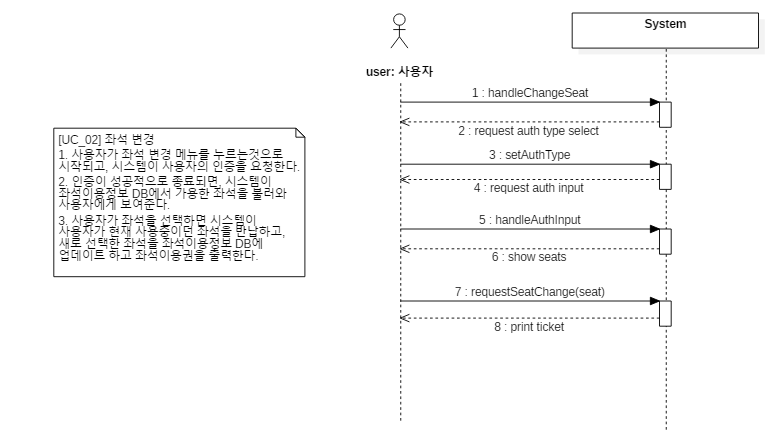 System
user: 사용자
1 : handleChangeSeat
2 : request auth type select
3 : setAuthType
4 : request auth input
5 : handleAuthInput
6 : show seats
7 : requestSeatChange(seat)
8 : print ticket
[UC_02] 좌석 변경
1. 사용자가 좌석 변경 메뉴를 누르는것으로
시작되고, 시스템이 사용자의 인증을 요청한다.
2. 인증이 성공적으로 종료되면, 시스템이
좌석이용정보 DB에서 가용한 좌석을 불러와
사용자에게 보여준다.
3. 사용자가 좌석을 선택하면 시스템이
사용자가 현재 사용중이던 좌석을 반납하고,
새로 선택한 좌석을 좌석이용정보 DB에
업데이트 하고 좌석이용권을 출력한다.